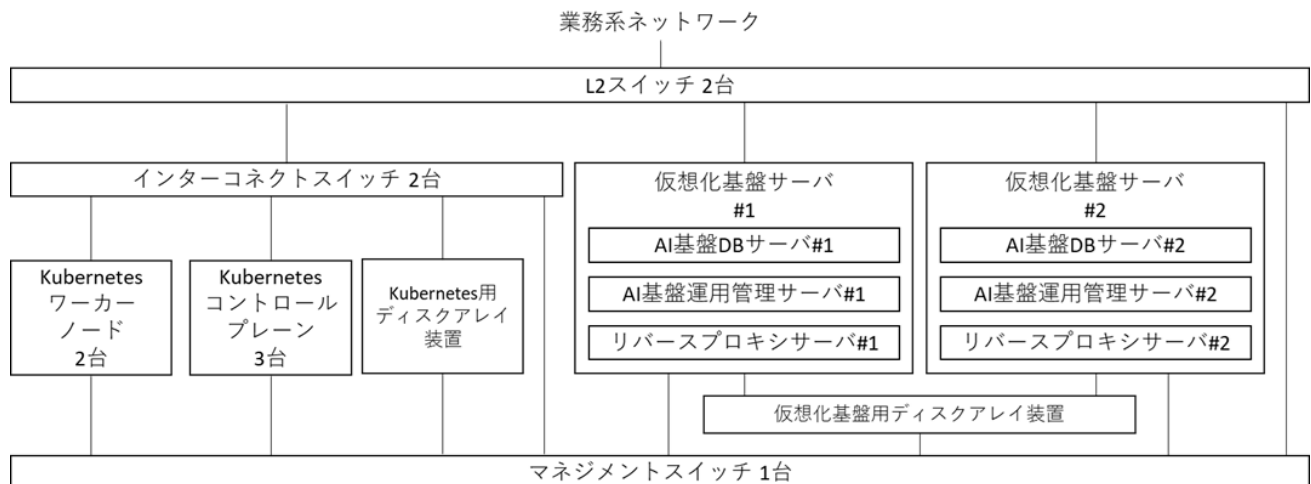 業務系ネットワーク
L2スイッチ 2台
インターコネクトスイッチ 2台
仮想化基盤サーバ
#1
仮想化基盤サーバ
#2
AI基盤DBサーバ#1
AI基盤DBサーバ#2
Kubernetes
ワーカー
ノード
2台
Kubernetes
コントロール
プレーン
3台
Kubernetes用
ディスクアレイ
装置
AI基盤運用管理サーバ#1
AI基盤運用管理サーバ#2
リバースプロキシサーバ#1
リバースプロキシサーバ#2
仮想化基盤用ディスクアレイ装置
マネジメントスイッチ 1台